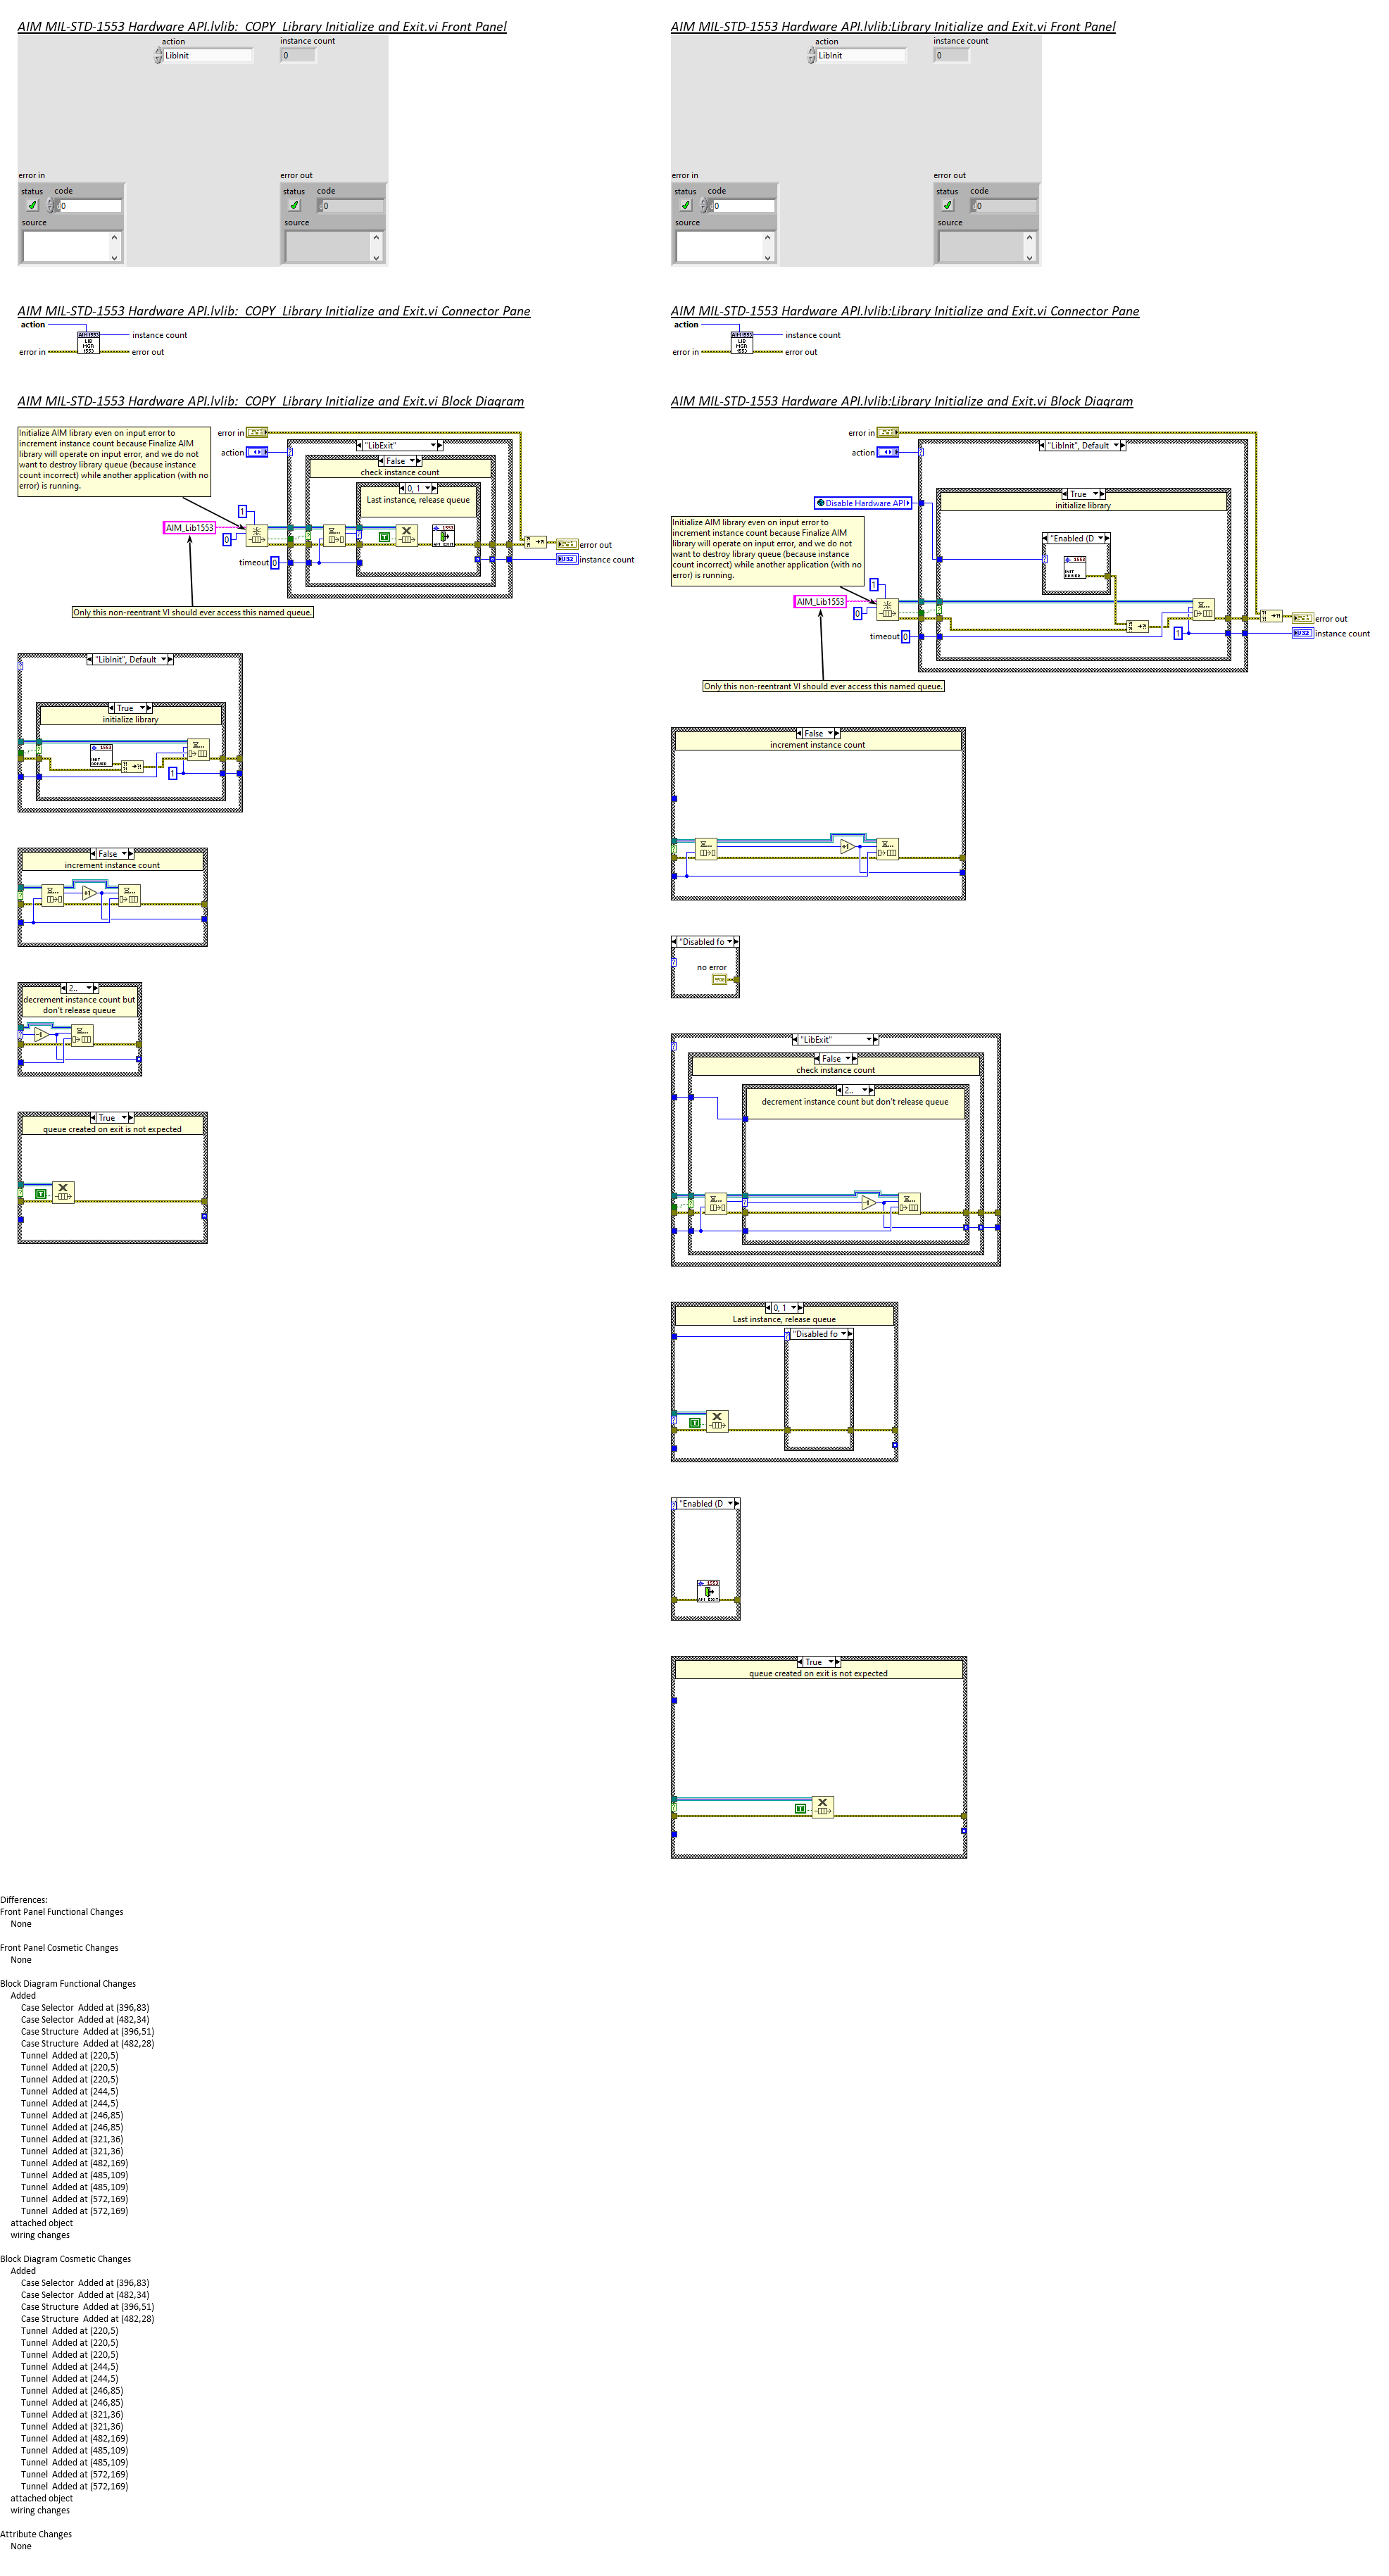 AIM MIL-STD-1553 Hardware API.lvlib:  COPY  Library Initialize and Exit.vi Front Panel
action
LibInit
instance count
0
error in
status
code
0
source
error out
status
code
0
source
AIM MIL-STD-1553 Hardware API.lvlib:  COPY  Library Initialize and Exit.vi Connector Pane
action
AIM1553
LIB
MGR
1553
instance count
error in
error out
AIM MIL-STD-1553 Hardware API.lvlib:  COPY  Library Initialize and Exit.vi Block Diagram
Initialize AIM library even on input error to
increment instance count because Finalize AIM
library will operate on input error, and we do not
want to destroy library queue (because instance
count incorrect) while another application (with no
error) is running.
error in
action
"LibExit"
False
check instance count
0, 1
Last instance, release queue
1
AIM_Lib1553
0
timeout
0
T
1553
API EXIT
error out
U32
instance count
Only this non-reentrant VI should ever access this named queue.
"LibInit", Default
True
initialize library
1553
INIT
DRIVER
1
False
increment instance count
+1
2..
decrement instance count but
don't release queue
-1
True
queue created on exit is not expected
T
AIM MIL-STD-1553 Hardware API.lvlib:Library Initialize and Exit.vi Front Panel
action
LibInit
instance count
0
error in
status
code
0
source
error out
status
code
0
source
AIM MIL-STD-1553 Hardware API.lvlib:Library Initialize and Exit.vi Connector Pane
action
AIM1553
LIB
MGR
1553
instance count
error in
error out
AIM MIL-STD-1553 Hardware API.lvlib:Library Initialize and Exit.vi Block Diagram
error in
action
"LibInit", Default
True
initialize library
Disable Hardware API
Initialize AIM library even on input error to
increment instance count because Finalize AIM
library will operate on input error, and we do not
want to destroy library queue (because instance
count incorrect) while another application (with no
error) is running.
"Enabled (D
1553
INIT
DRIVER
1
AIM_Lib1553
0
timeout
0
1
error out
U32
instance count
Only this non-reentrant VI should ever access this named queue.
False
increment instance count
+1
"Disabled fo
no error
"LibExit"
False
check instance count
2..
decrement instance count but don't release queue
-1
0, 1
Last instance, release queue
"Disabled fo
T
"Enabled (D
1553
API EXIT
True
queue created on exit is not expected
T
Differences:
Front Panel Functional Changes
None
Front Panel Cosmetic Changes
None
Block Diagram Functional Changes
Added
Case Selector  Added at (396,83)
Case Selector  Added at (482,34)
Case Structure  Added at (396,51)
Case Structure  Added at (482,28)
Tunnel  Added at (220,5)
Tunnel  Added at (220,5)
Tunnel  Added at (220,5)
Tunnel  Added at (244,5)
Tunnel  Added at (244,5)
Tunnel  Added at (246,85)
Tunnel  Added at (246,85)
Tunnel  Added at (321,36)
Tunnel  Added at (321,36)
Tunnel  Added at (482,169)
Tunnel  Added at (485,109)
Tunnel  Added at (485,109)
Tunnel  Added at (572,169)
Tunnel  Added at (572,169)
attached object
wiring changes
Block Diagram Cosmetic Changes
Added
Case Selector  Added at (396,83)
Case Selector  Added at (482,34)
Case Structure  Added at (396,51)
Case Structure  Added at (482,28)
Tunnel  Added at (220,5)
Tunnel  Added at (220,5)
Tunnel  Added at (220,5)
Tunnel  Added at (244,5)
Tunnel  Added at (244,5)
Tunnel  Added at (246,85)
Tunnel  Added at (246,85)
Tunnel  Added at (321,36)
Tunnel  Added at (321,36)
Tunnel  Added at (482,169)
Tunnel  Added at (485,109)
Tunnel  Added at (485,109)
Tunnel  Added at (572,169)
Tunnel  Added at (572,169)
attached object
wiring changes
Attribute Changes
None